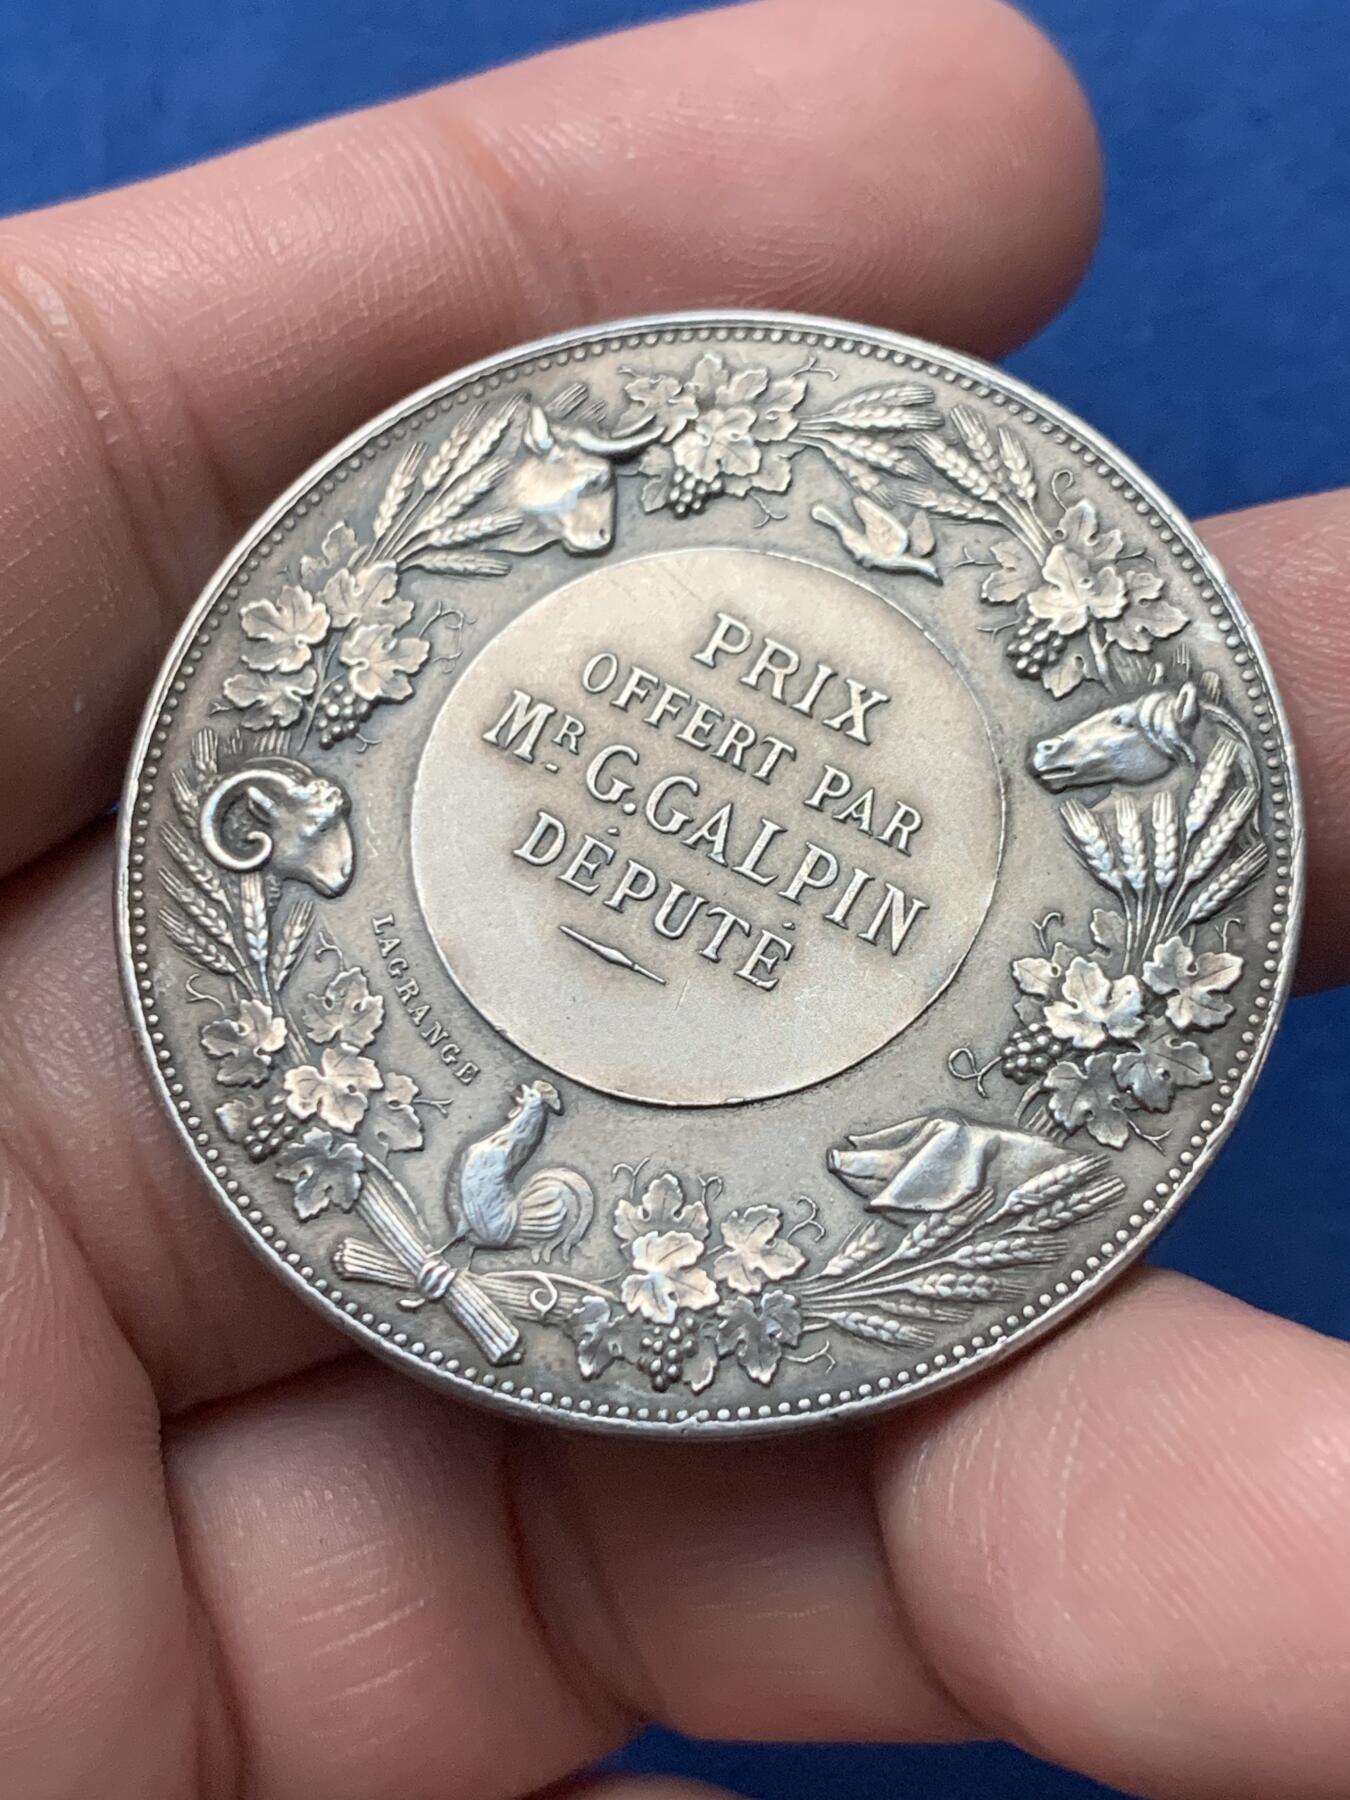 PRIX
OFFERT PAR
MR. G. GALPIN
DÉPUTÉ
LAGRANGE